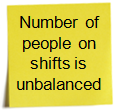 Number of
people on
shifts is
unbalanced